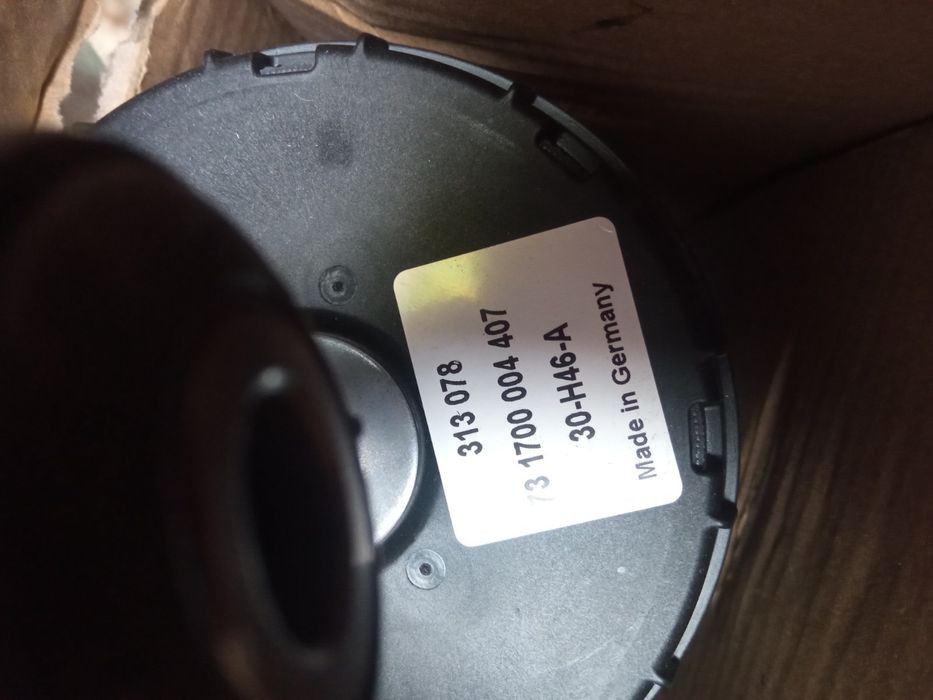 313 078
73 1700 004 407
30-H46-A
Made in Germany